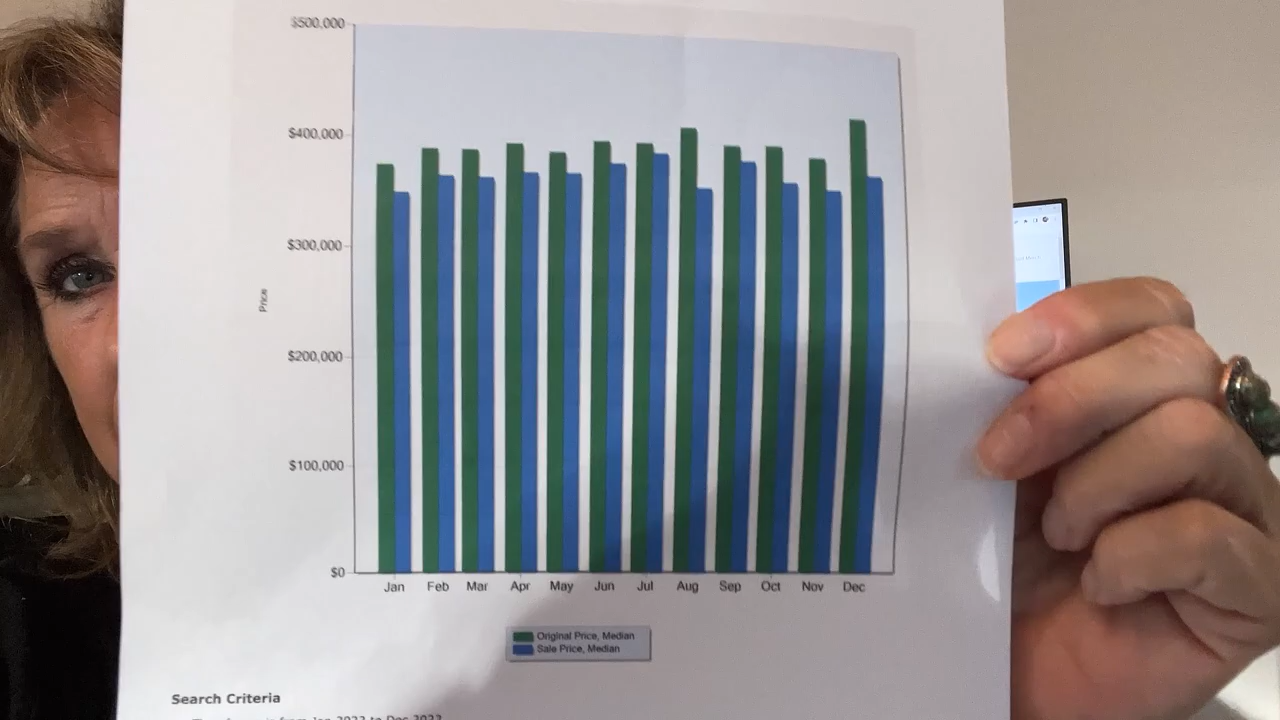 $500,000
$400,000
$300,000
Price
$200,000
$100,000
$0
Jan Feb Mar Apr May Jun Jul Aug Sep Oct Nov Dec
Original Price, Median
Sale Price, Median
Search Criteria